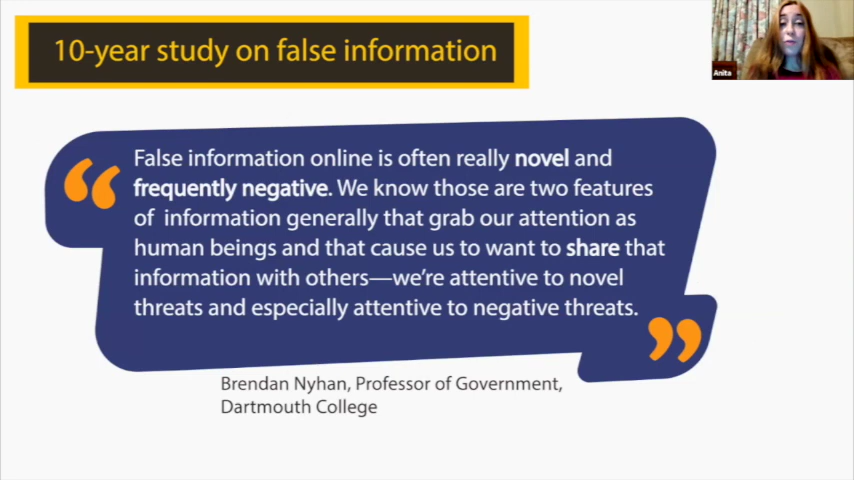 10-year study on false information
Anita
“False information online is often really novel and
frequently negative. We know those are two features
of information generally that grab our attention as
human beings and that cause us to want to share that
information with others—we’re attentive to novel
threats and especially attentive to negative threats.”
Brendan Nyhan, Professor of Government,
Dartmouth College